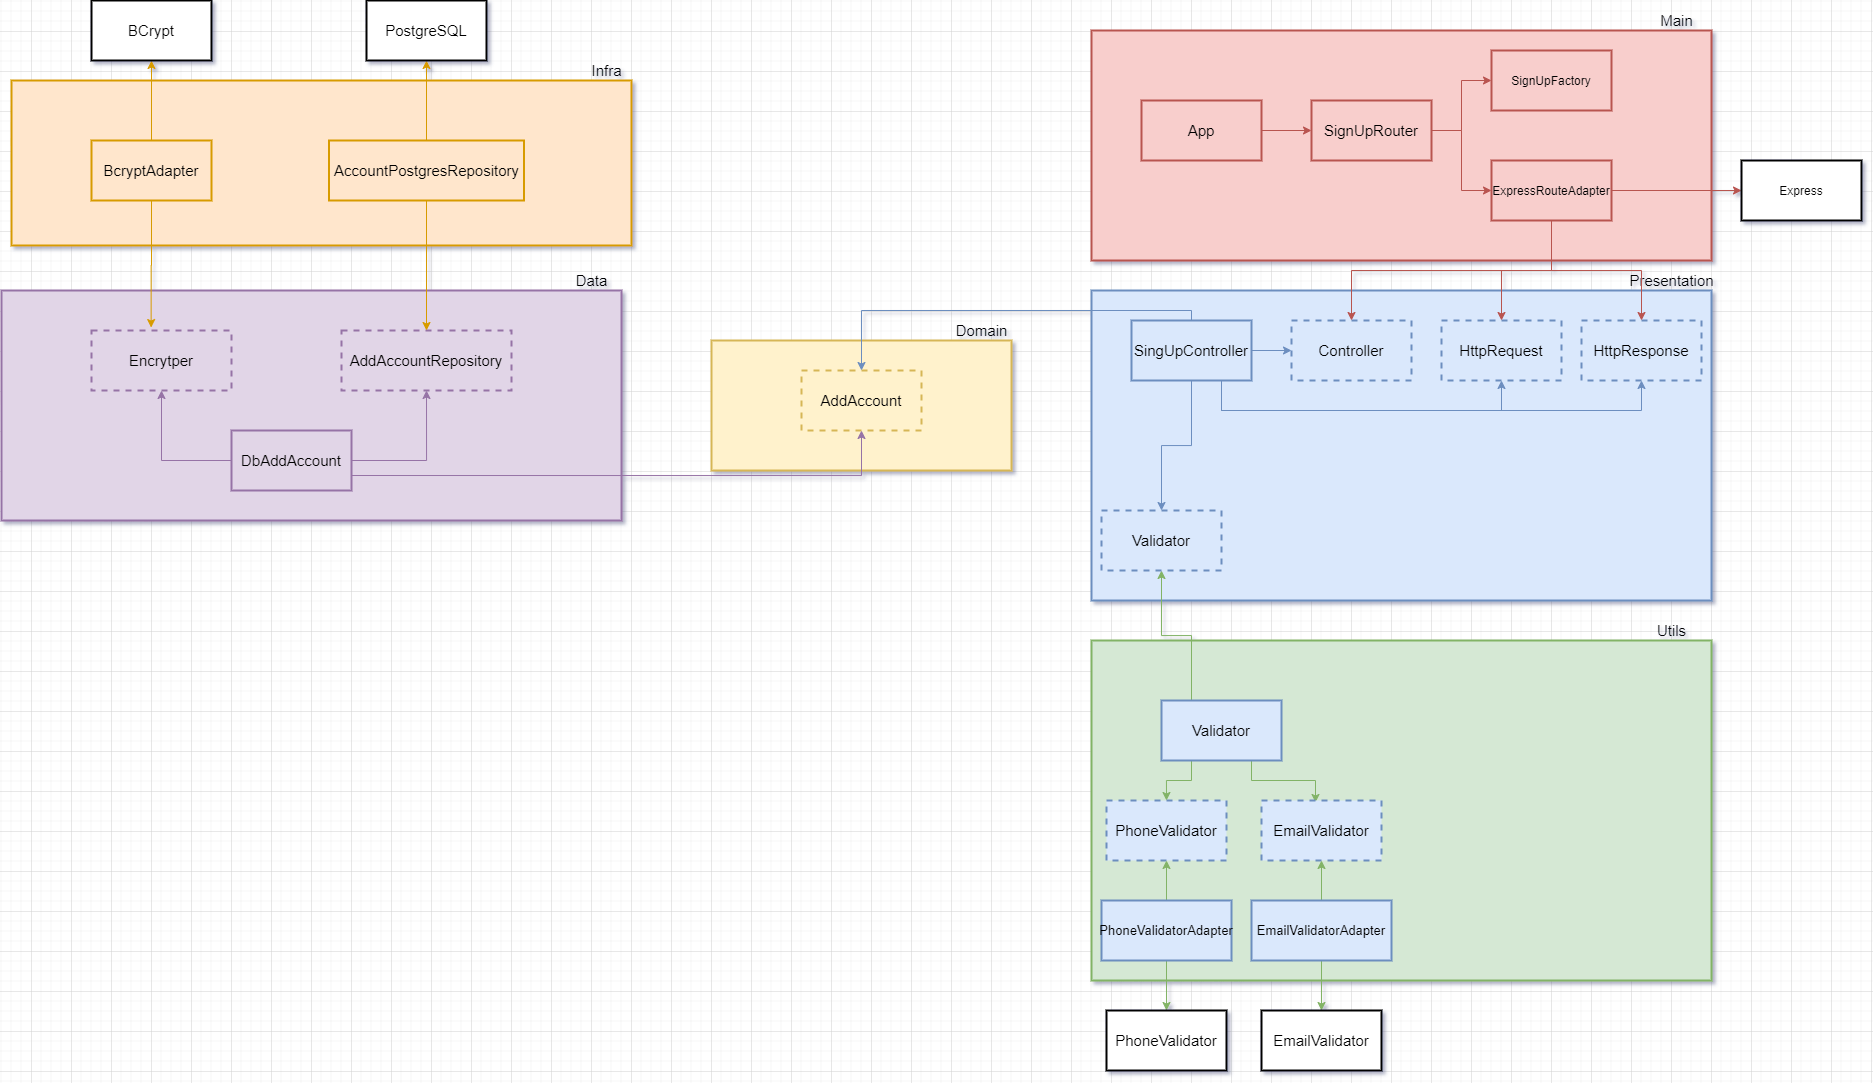 BCrypt
PostgreSQL
Infra
BcryptAdapter
AccountPostgresRepository
Data
Encrytper
AddAccountRepository
DbAddAccount
Domain
AddAccount
Main
App
SignUpRouter
SignUpFactory
ExpressRouteAdapter
Express
Presentation
SingUpController
Controller
HttpRequest
HttpResponse
Validator
Utils
Validator
PhoneValidator
EmailValidator
PhoneValidatorAdapter
EmailValidatorAdapter
PhoneValidator
EmailValidator